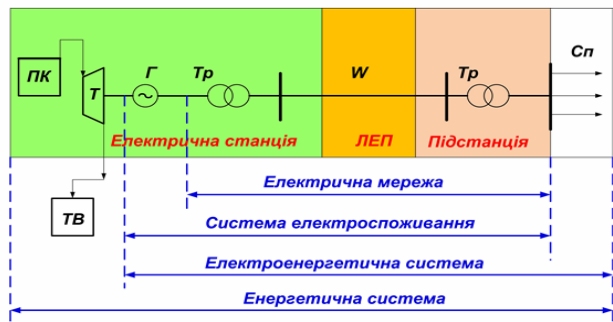 ПК
Т
Г
Тр
W
Тр
Сп
Електрична станція
ЛЕП
Підстанція
ТВ
Електрична мережа
Система електроспоживання
Електроенергетична система
Енергетична система